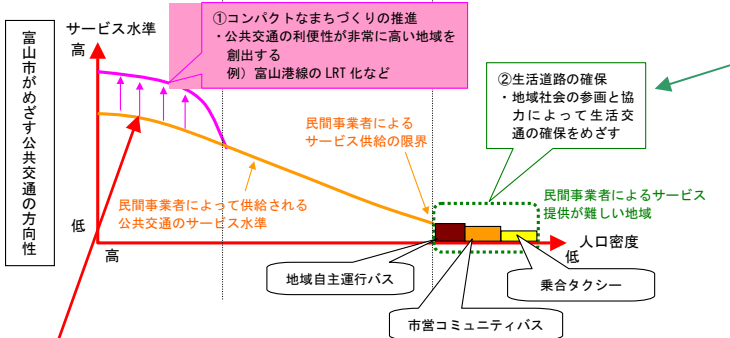 富山市がめざす公共交通の方向性
サービス水準
高
低
①コンパクトなまちづくりの推進
・公共交通の利便性が非常に高い地域を
創出する
例）富山港線の LRT 化など
②生活道路の確保
・地域社会の参画と協
力によって生活交
通の確保をめざす
民間事業者による
サービス供給の限界
民間事業者によって供給される
公共交通のサービス水準
民間事業者によるサービス
提供が難しい地域
高
人口密度
低
地域自主運行バス
乗合タクシー
市営コミュニティバス